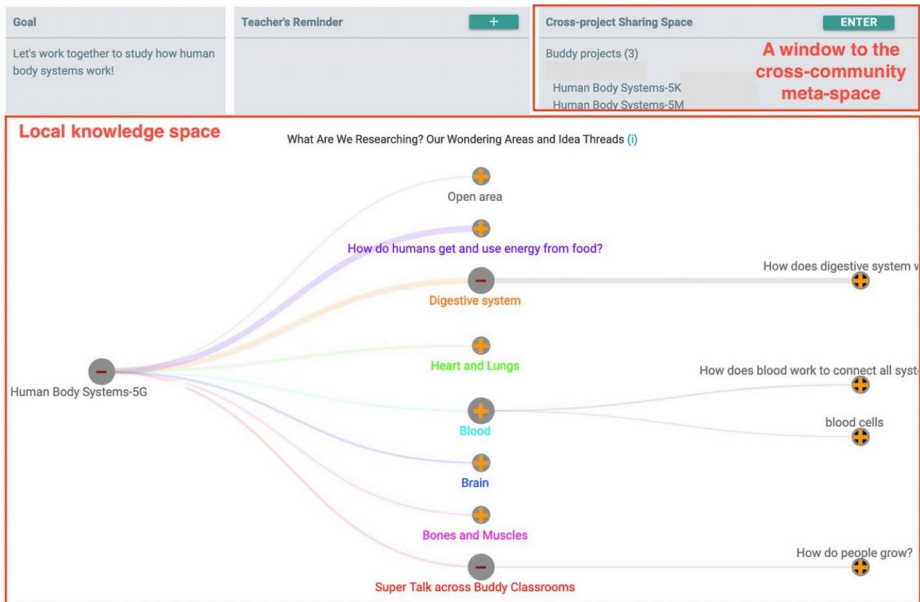 Goal
Let's work together to study how human
body systems work!
Teacher's Reminder
+
Cross-project Sharing Space
ENTER
Buddy projects (3)
Human Body Systems-5K
Human Body Systems-5M
A window to the
cross-community
meta-space
Local knowledge space
What Are We Researching? Our Wondering Areas and Idea Threads (i)
Open area
How do humans get and use energy from food?
How does digestive system w
Digestive system
Heart and Lungs
Human Body Systems-5G
How does blood work to connect all syst
Blood
blood cells
Brain
Bones and Muscles
How do people grow?
Super Talk across Buddy Classrooms